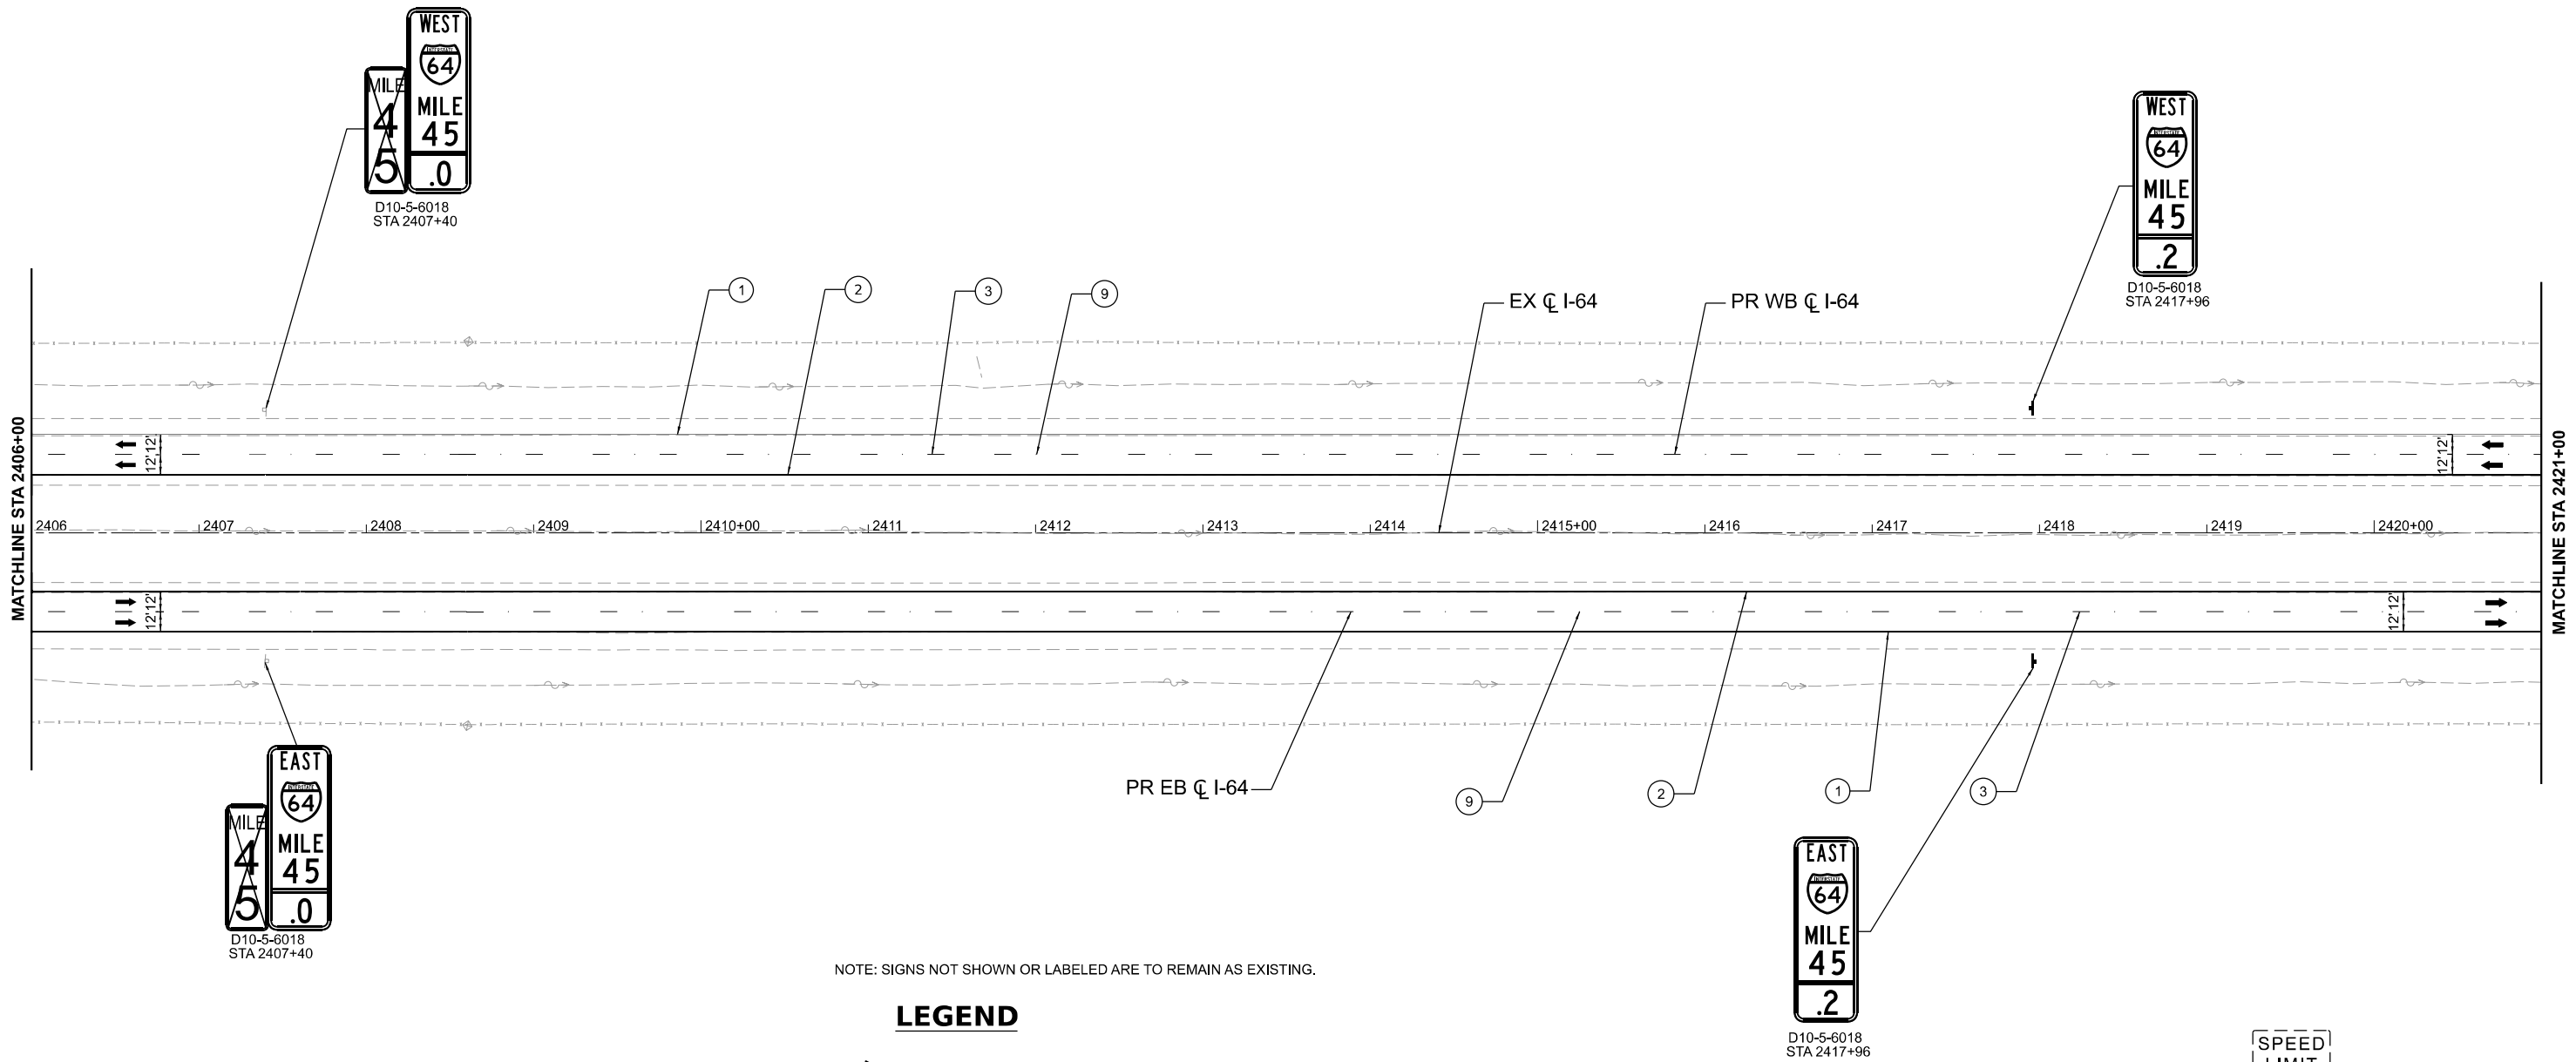 WEST
INTERSTATE
64
MILE
45
.0
MILE
4
5
D10-5-6018
STA 2407+40
WEST
INTERSTATE
64
MILE
45
.2
D10-5-6018
STA 2417+96
1
2
3
9
EX ℄ I-64
PR WB ℄ I-64
MATCHLINE STA 2406+00
12' 12'
12' 12'
MATCHLINE STA 2421+00
2406
2407
2408
2409
2410+00
2411
2412
2413
2414
2415+00
2416
2417
2418
2419
2420+00
12' 12'
12' 12'
PR EB ℄ I-64
9
2
1
3
EAST
INTERSTATE
64
MILE
45
.0
MILE
4
5
D10-5-6018
STA 2407+40
EAST
INTERSTATE
64
MILE
45
.2
D10-5-6018
STA 2417+96
NOTE: SIGNS NOT SHOWN OR LABELED ARE TO REMAIN AS EXISTING.
LEGEND
SPEED
LIMIT